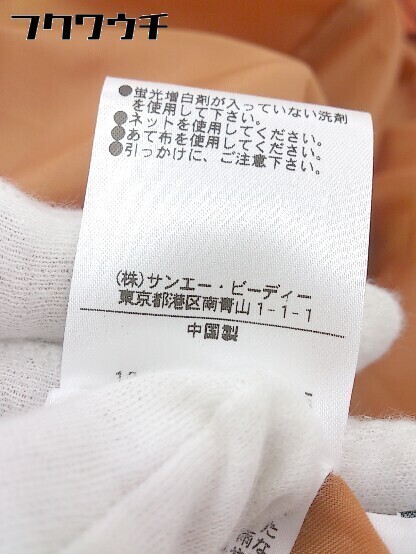 フクワウチ
●蛍光増白剤が入っていない洗剤
を使用して下さい。
●ネットを使用してください。
●あて布を使用してください。
●引っかけに、ご注意下さい。
(株)サンエー・ビーディー
東京都港区南青山1-1-1
中国製